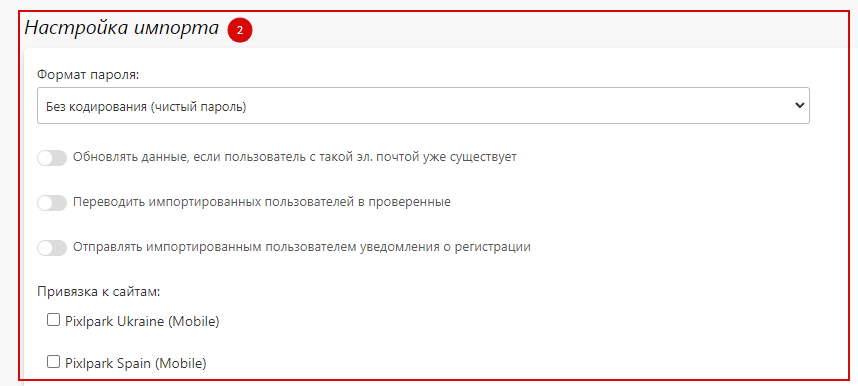 Настройка импорта 2
Формат пароля:
Без кодирования (чистый пароль)
Обновлять данные, если пользователь с такой эл. почтой уже существует
Переводить импортированных пользователей в проверенные
Отправлять импортированным пользователем уведомления о регистрации
Привязка к сайтам:
Pixlpark Ukraine (Mobile)
Pixlpark Spain (Mobile)